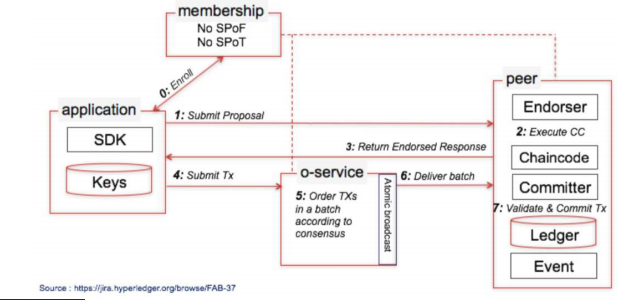 membership
No SPoF
No SPoT
0: Enroll
application
SDK
Keys
1: Submit Proposal
3: Return Endorsed Response
4: Submit Tx
o-service
5: Order TXs
in a batch
according to
consensus
Atomic broadcast
6: Deliver batch
peer
Endorser
2: Execute CC
Chaincode
Committer
7: Validate & Commit Tx
Ledger
Event
Source : https://jira.hyperledger.org/browse/FAB-37